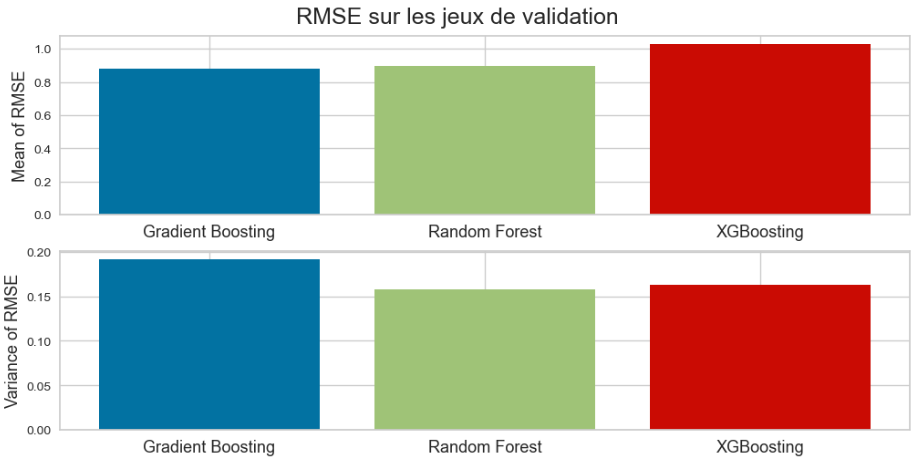 RMSE sur les jeux de validation
Mean of RMSE
1.0
0.8
0.6
0.4
0.2
0.0
Gradient Boosting
Random Forest
XGBoosting
Variance of RMSE
0.20
0.15
0.10
0.05
0.00
Gradient Boosting
Random Forest
XGBoosting